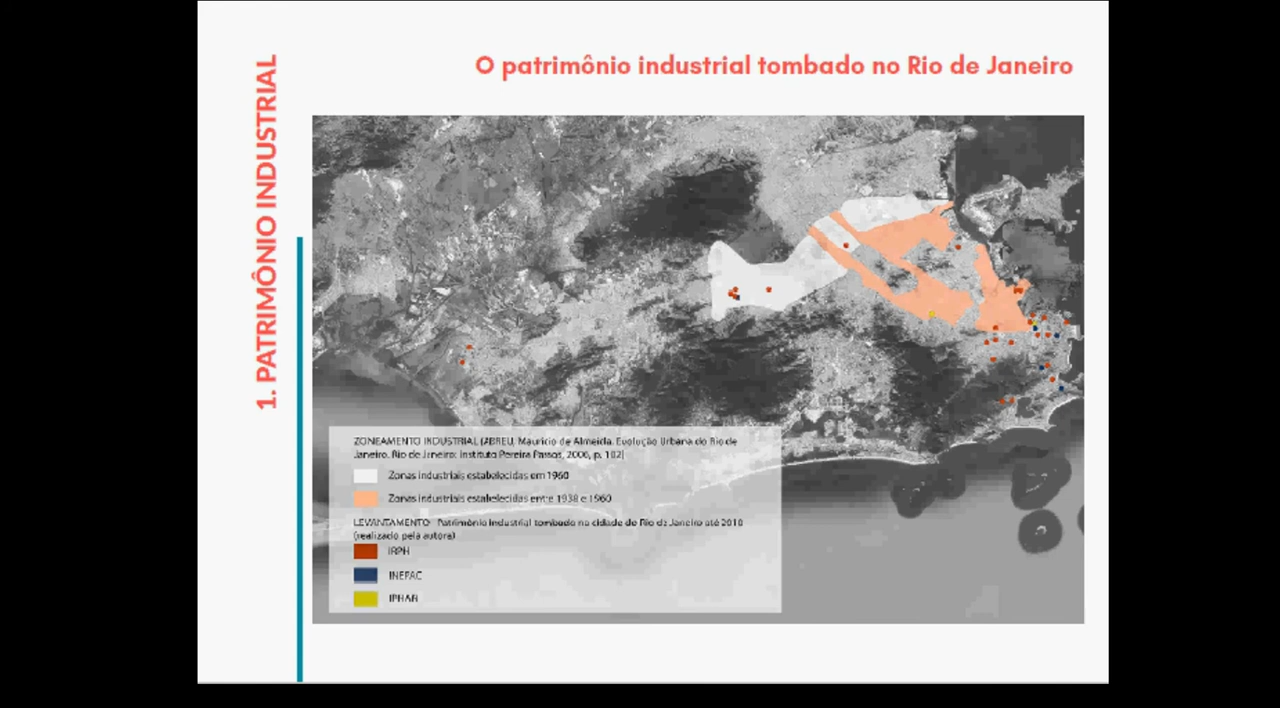 O patrimônio industrial tombado no Rio de Janeiro
1. PATRIMÔNIO INDUSTRIAL
ZONEAMENTO INDUSTRIAL (ABREU, Mauricio de Almeida. Evolução Urbana do Rio de
Janeiro. Rio de Janeiro: Instituto Pereira Passos, 2006, p. 102)
Zonas industriais estabelecidas em 1960
Zonas industriais estabelecidas entre 1938 e 1960
LEVANTAMENTO Patrimônio industrial tombado na cidade do Rio de Janeiro até 2018
(realizado pela autora)
IRPH
INEPAC
IPHAN